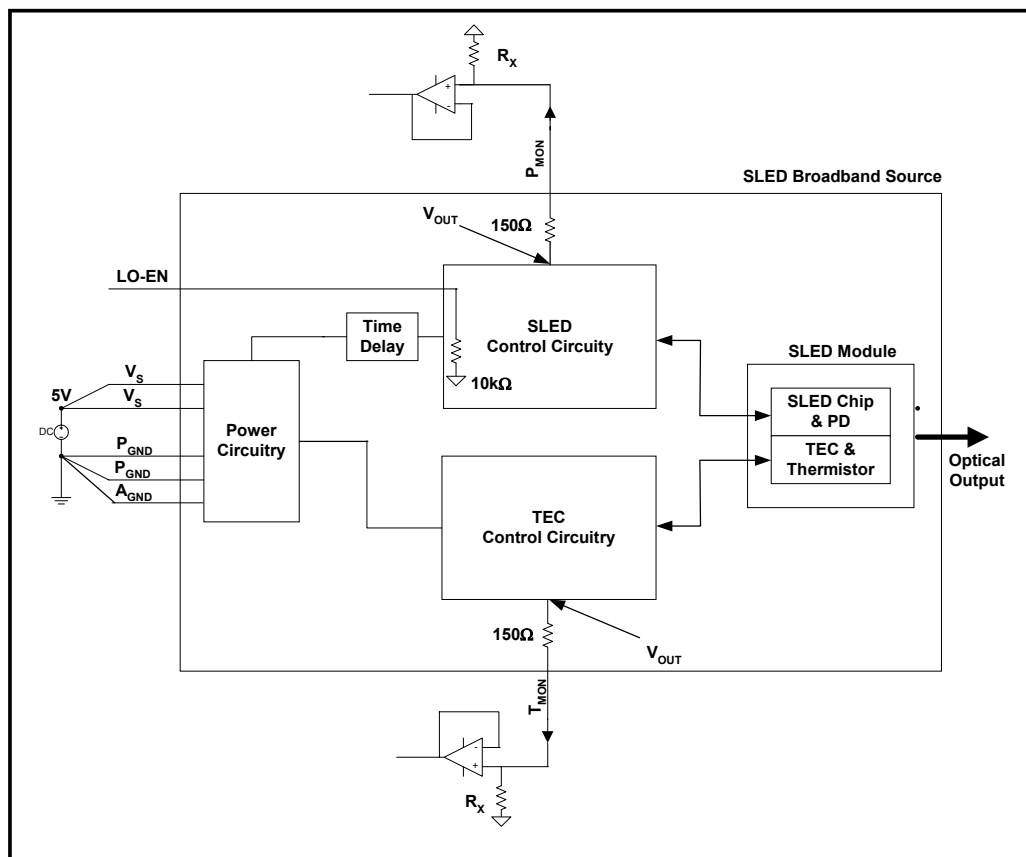 R_X
+
-
P_MON
SLED Broadband Source
V_OUT
150Ω
LO-EN
Time
Delay
SLED
Control Circuity
10kΩ
SLED Module
V_S
5V
V_S
SLED Chip
& PD
DC
+
-
Power
Circuitry
P_GND
TEC &
Thermistor
Optical
Output
P_GND
A_GND
TEC
Control Circuitry
150Ω
V_OUT
T_MON
-
+
R_X